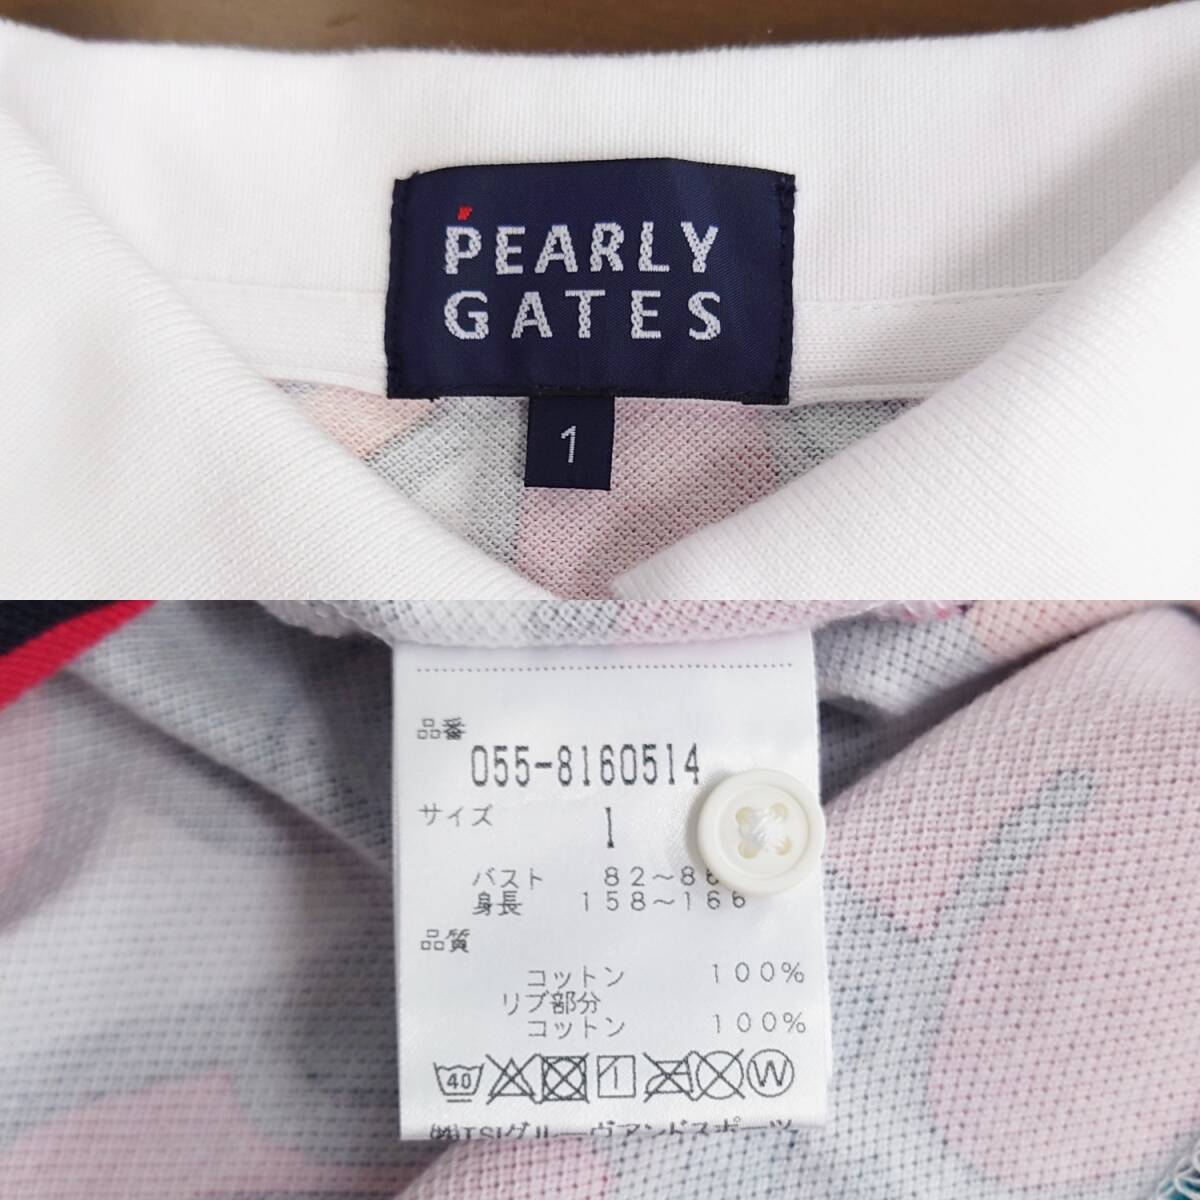 PEARLY
GATES
1
品番
055-8160514
サイズ
1
バスト 82~86
身長 158~166
品質
コットン 100%
リブ部分
コットン 100%
40 1 W
㈱TSIグルーヴアンドスポーツ